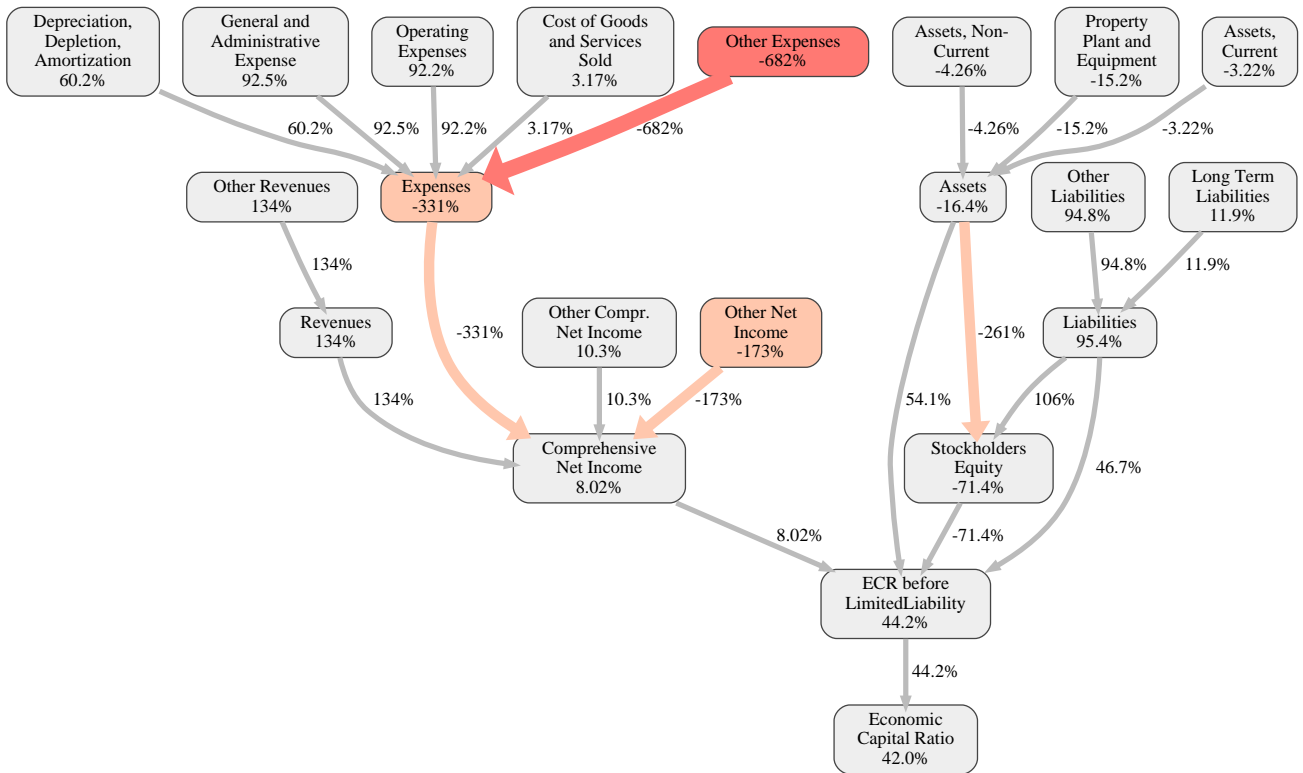 Depreciation,
Depletion,
Amortization
60.2%
General and
Administrative
Expense
92.5%
Operating
Expenses
92.2%
Cost of Goods
and Services
Sold
3.17%
Other Expenses
-682%
Assets, Non-
Current
-4.26%
Property
Plant and
Equipment
-15.2%
Assets,
Current
-3.22%
60.2%
92.5%
92.2%
3.17%
-682%
-4.26%
-15.2%
-3.22%
Other Revenues
134%
Expenses
-331%
Assets
-16.4%
Other
Liabilities
94.8%
Long Term
Liabilities
11.9%
134%
94.8%
11.9%
Revenues
134%
-331%
Other Compr.
Net Income
10.3%
Other Net
Income
-173%
-261%
Liabilities
95.4%
134%
10.3%
-173%
54.1%
106%
46.7%
Comprehensive
Net Income
8.02%
Stockholders
Equity
-71.4%
8.02%
-71.4%
ECR before
LimitedLiability
44.2%
44.2%
Economic
Capital Ratio
42.0%